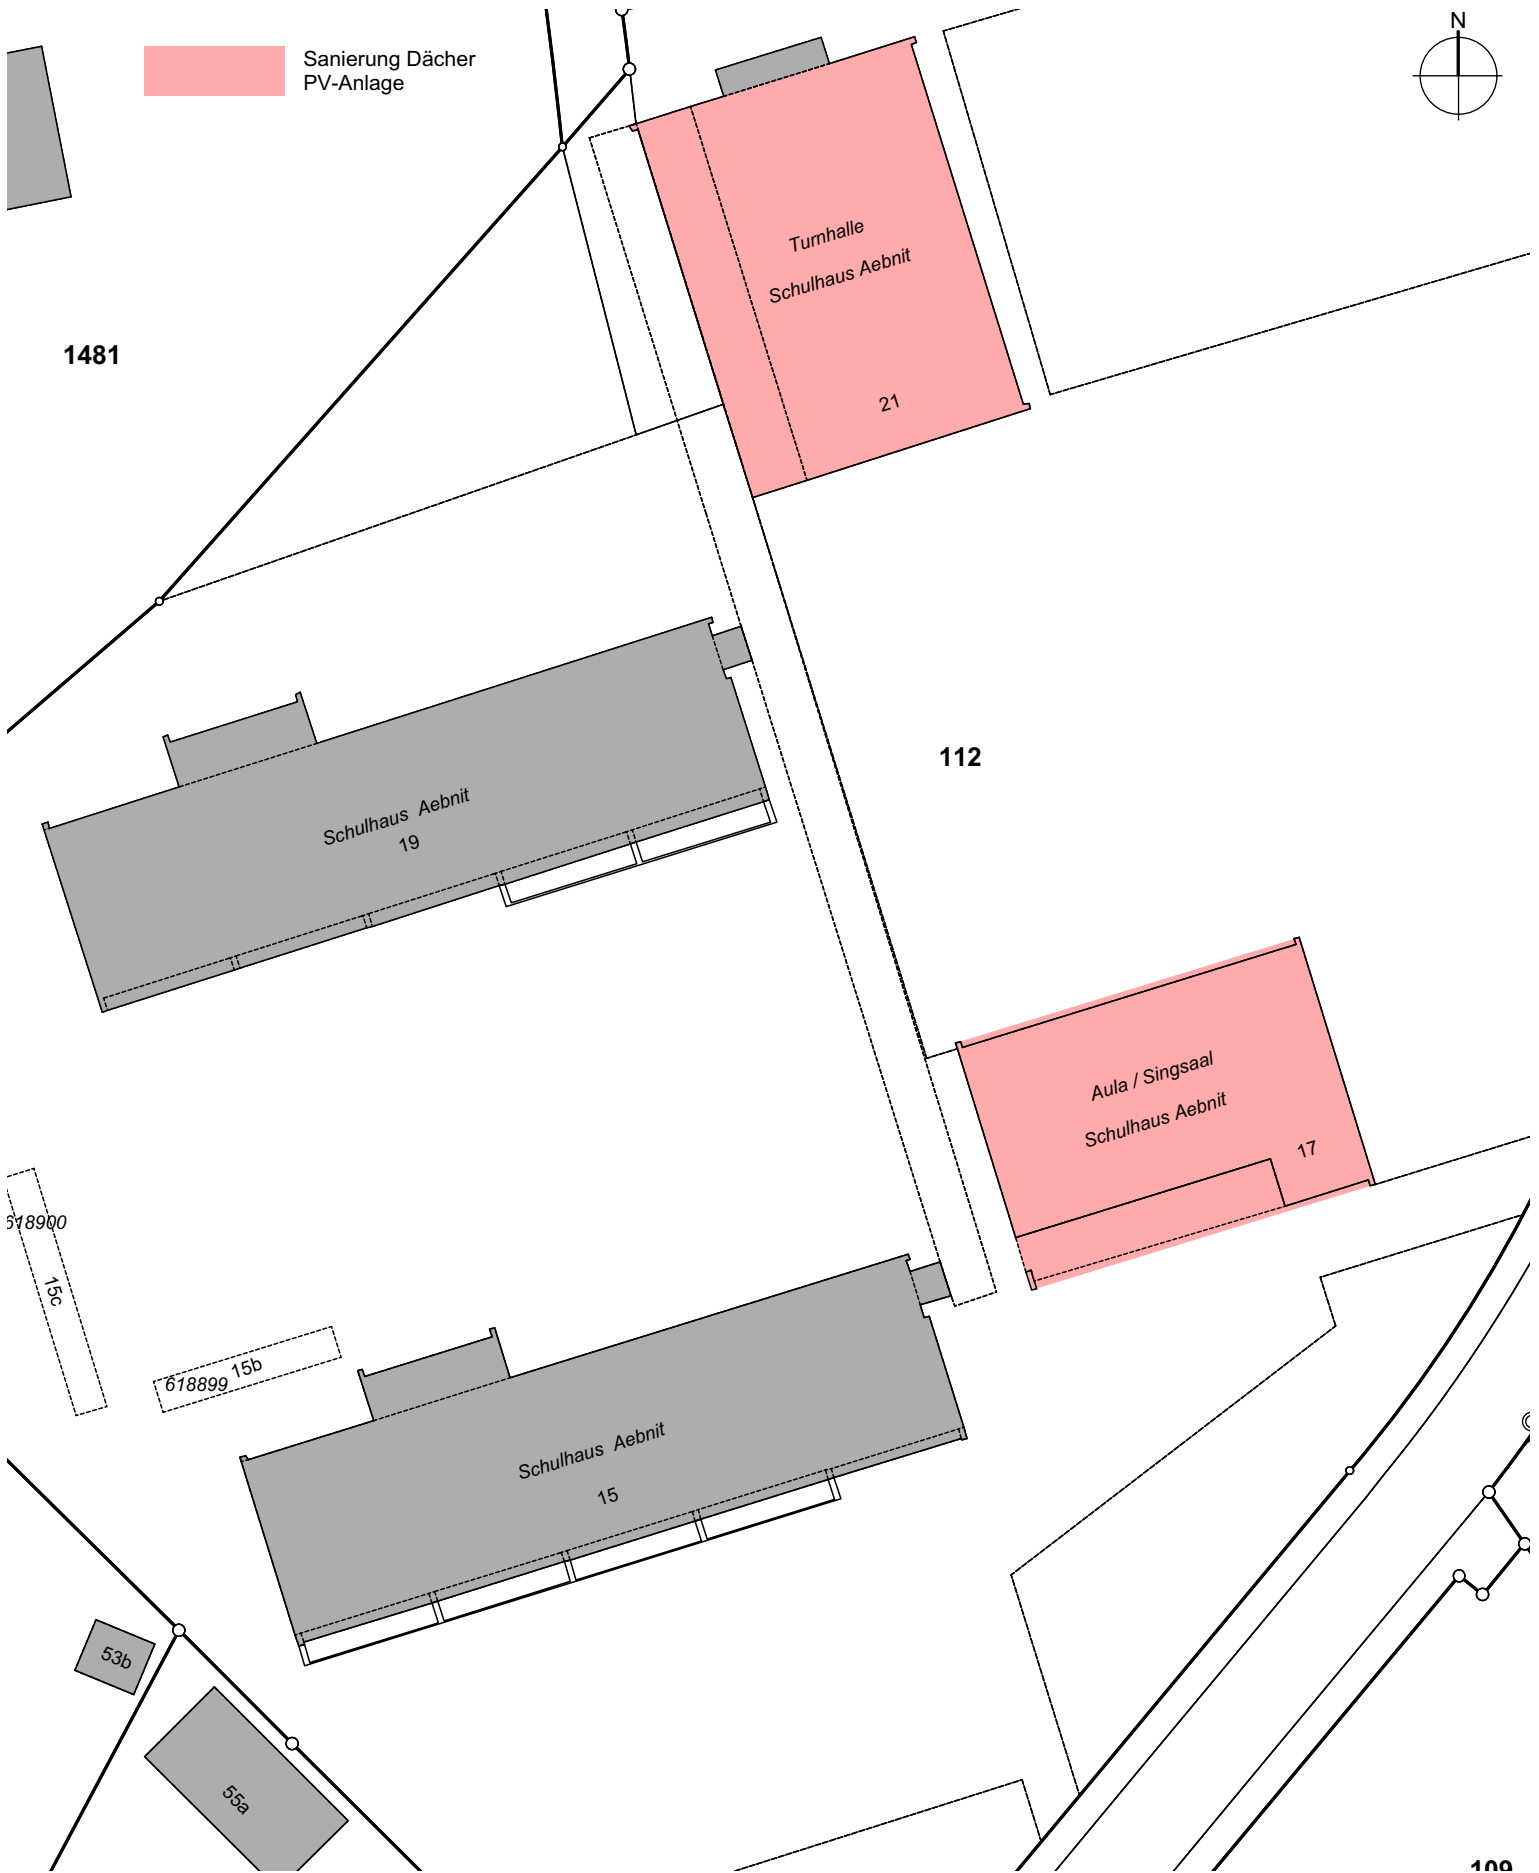 N
Sanierung Dächer
PV-Anlage
Turnhalle
Schulhaus Aebnit
21
1481
112
Schulhaus Aebnit
19
Aula / Singsaal
Schulhaus Aebnit
17
618900
15c
15b
618899
Schulhaus Aebnit
15
53b
55a
109